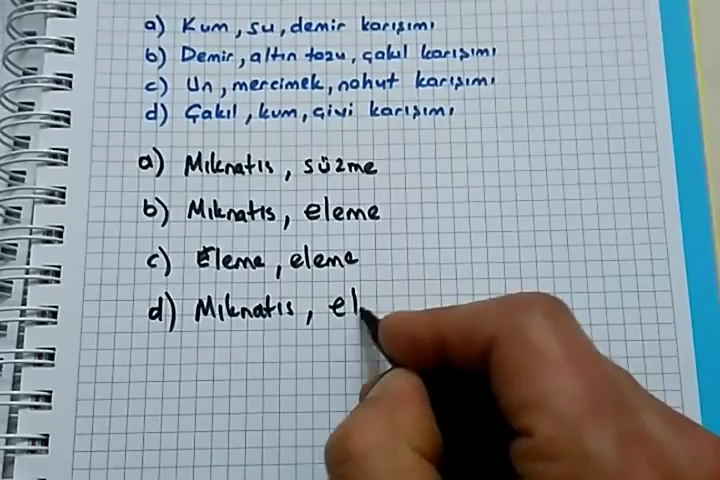 a) Kum, su, demir karışımı
b) Demir, altın tozu, çakıl karışımı
c) Un, mercimek, nohut karışımı
d) Çakıl, kum, çivi karışımı
a) Mıknatıs, süzme
b) Mıknatıs, eleme
c) Eleme, eleme
d) Mıknatıs, el